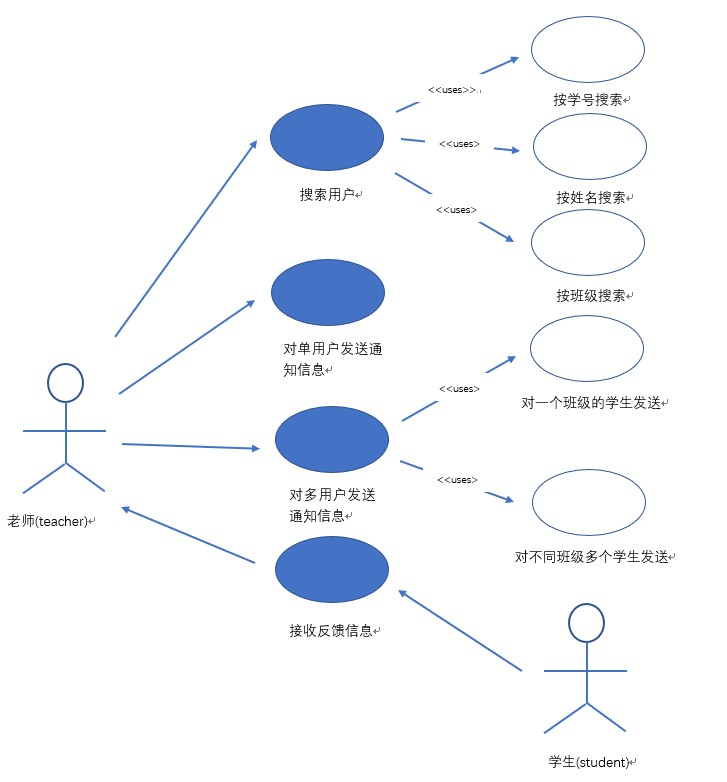 <<uses>>
按学号搜索
<<uses>
搜索用户
按姓名搜索
<<uses>
按班级搜索
对单用户发送通
知信息
<<uses>
对一个班级的学生发送
<<uses>
对多用户发送
通知信息
老师(teacher)
对不同班级多个学生发送
接收反馈信息
学生(student)